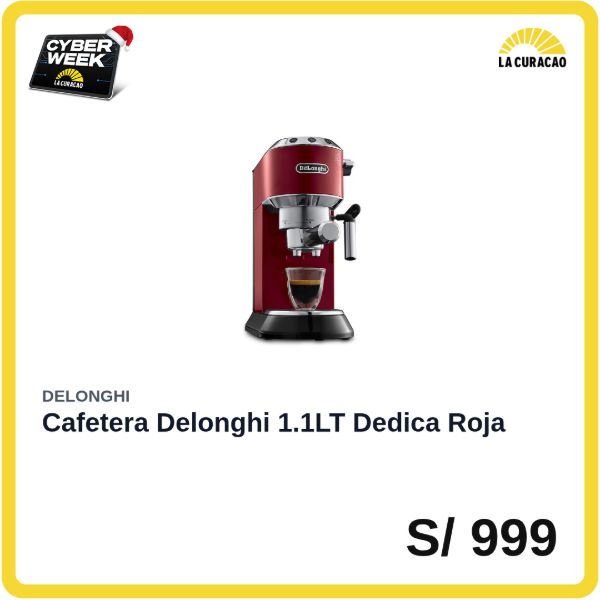 CYBER
WEEK
LA CURACAO
LA CURACAO
DeLonghi
DELONGHI
Cafetera Delonghi 1.1LT Dedica Roja
S/ 999